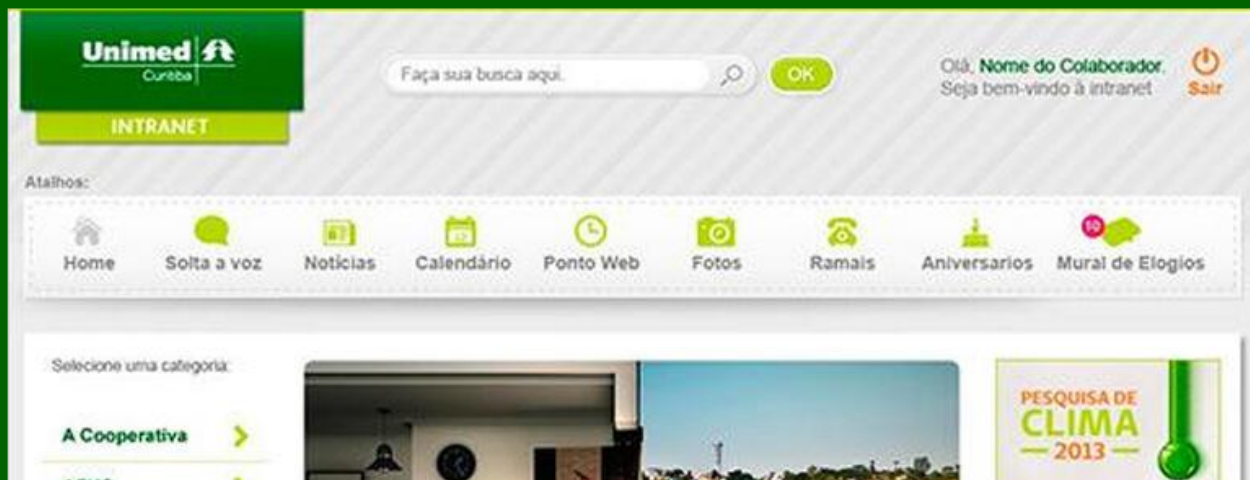 Unimed
Curitiba
INTRANET
Faça sua busca aqui.
OK
Olá, Nome do Colaborador.
Seja bem-vindo à intranet
Sair
Atalhos:
Home
Solta a voz
Notícias
Calendário
Ponto Web
Fotos
Ramais
Aniversarios
Mural de Elogios
10
Selecione uma categoria:
A Cooperativa
PESQUISA DE
CLIMA
2013